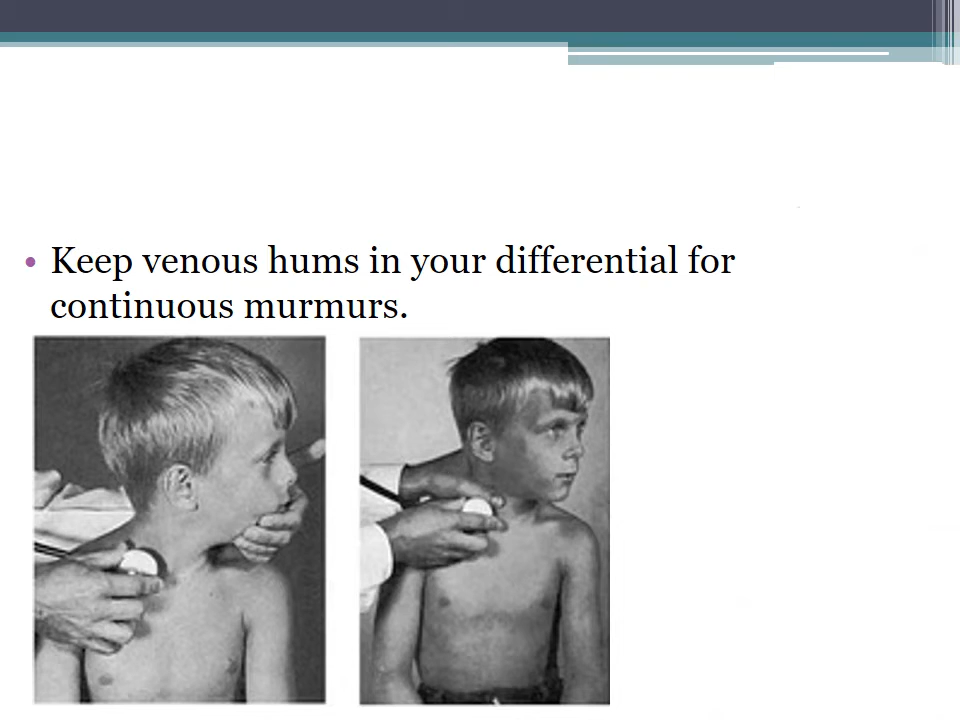 • Keep venous hums in your differential for
continuous murmurs.